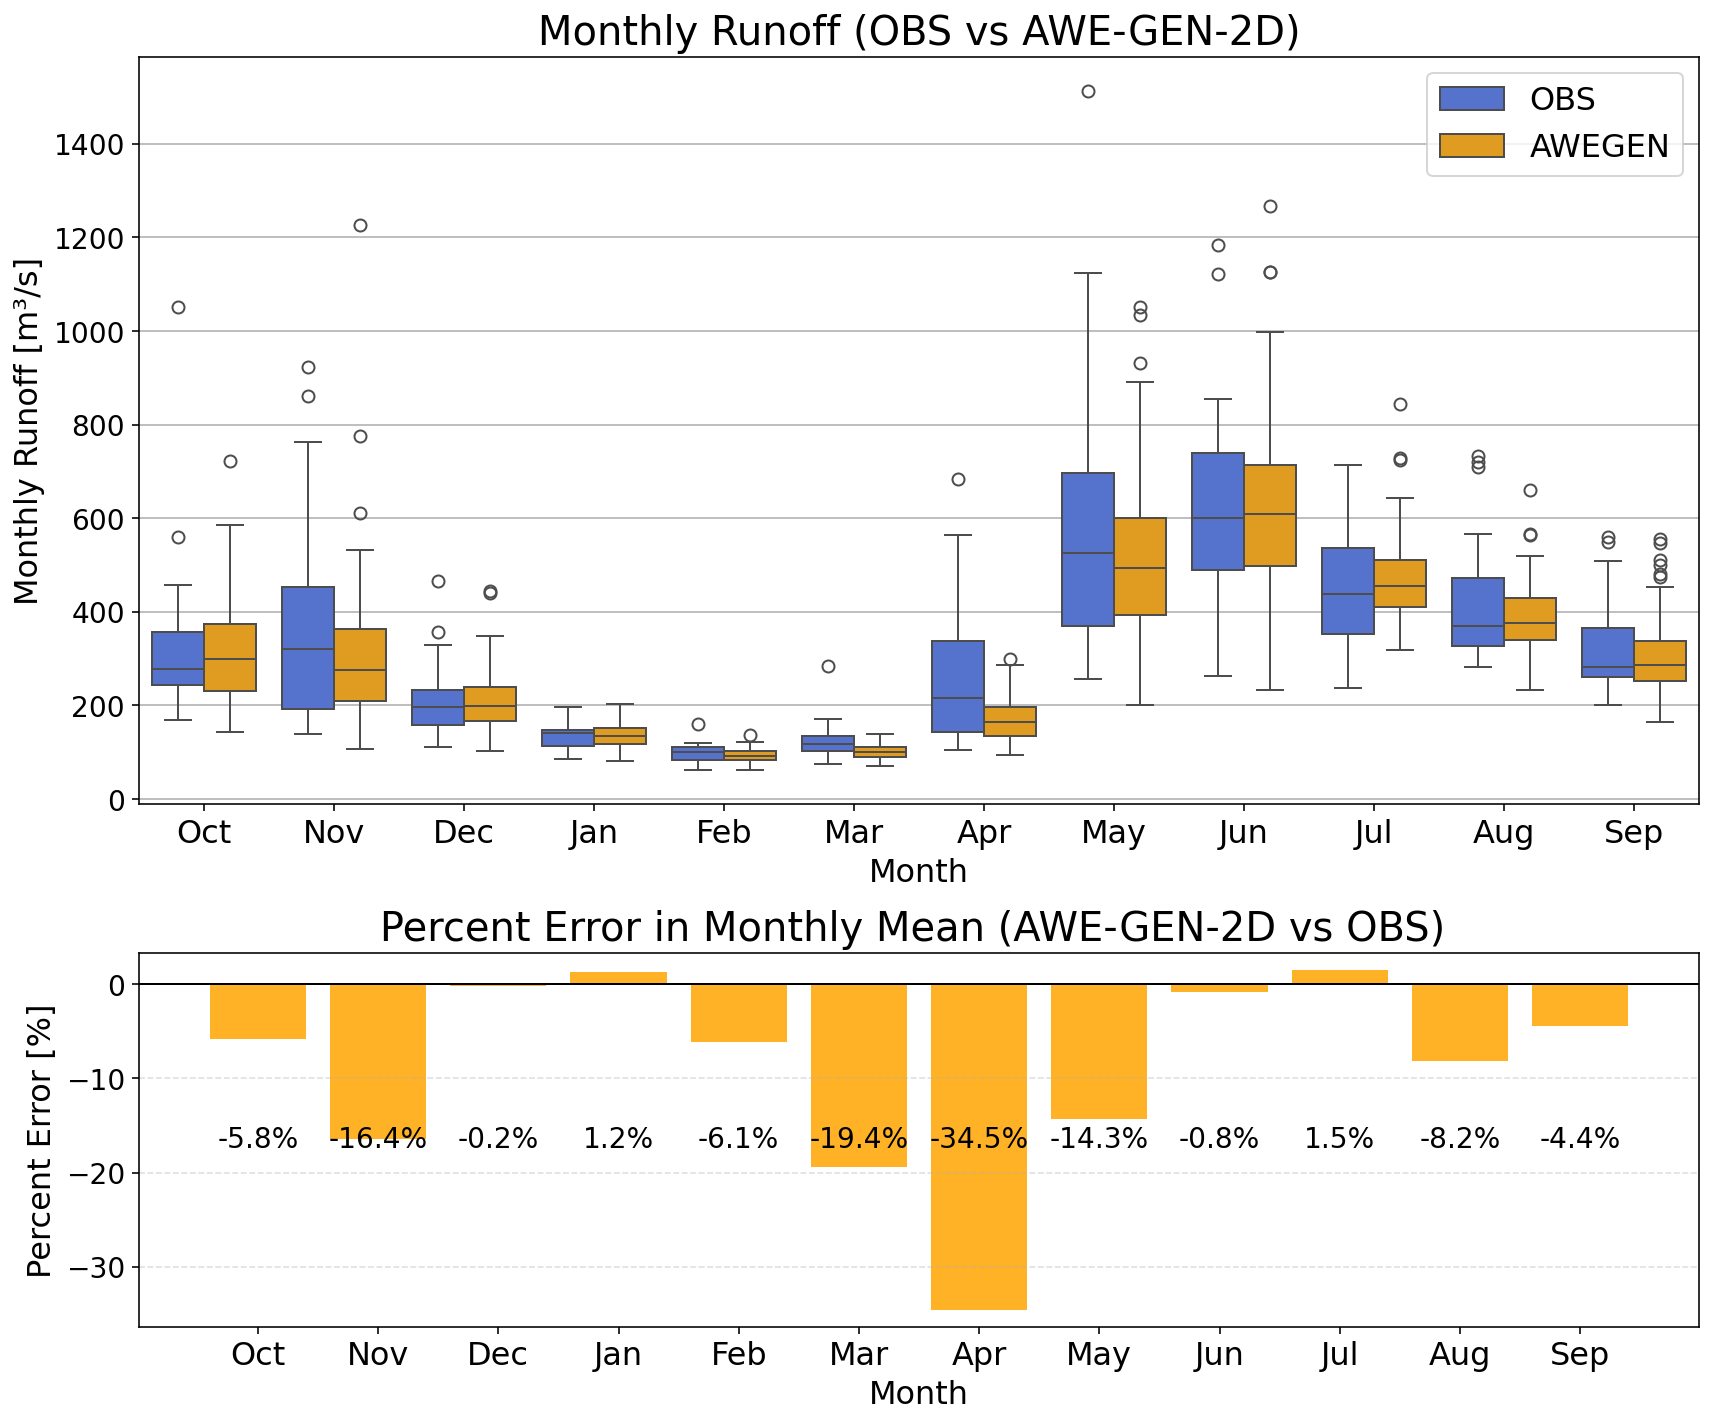 Monthly Runoff (OBS vs AWE-GEN-2D)
OBS
AWEGEN
Monthly Runoff [m³/s]
1400
1200
1000
800
600
400
200
0
Oct Nov Dec Jan Feb Mar Apr May Jun Jul Aug Sep
Month
Percent Error in Monthly Mean (AWE-GEN-2D vs OBS)
Percent Error [%]
0
−10
−20
−30
-5.8% -16.4% -0.2% 1.2% -6.1% -19.4% -34.5% -14.3% -0.8% 1.5% -8.2% -4.4%
Oct Nov Dec Jan Feb Mar Apr May Jun Jul Aug Sep
Month